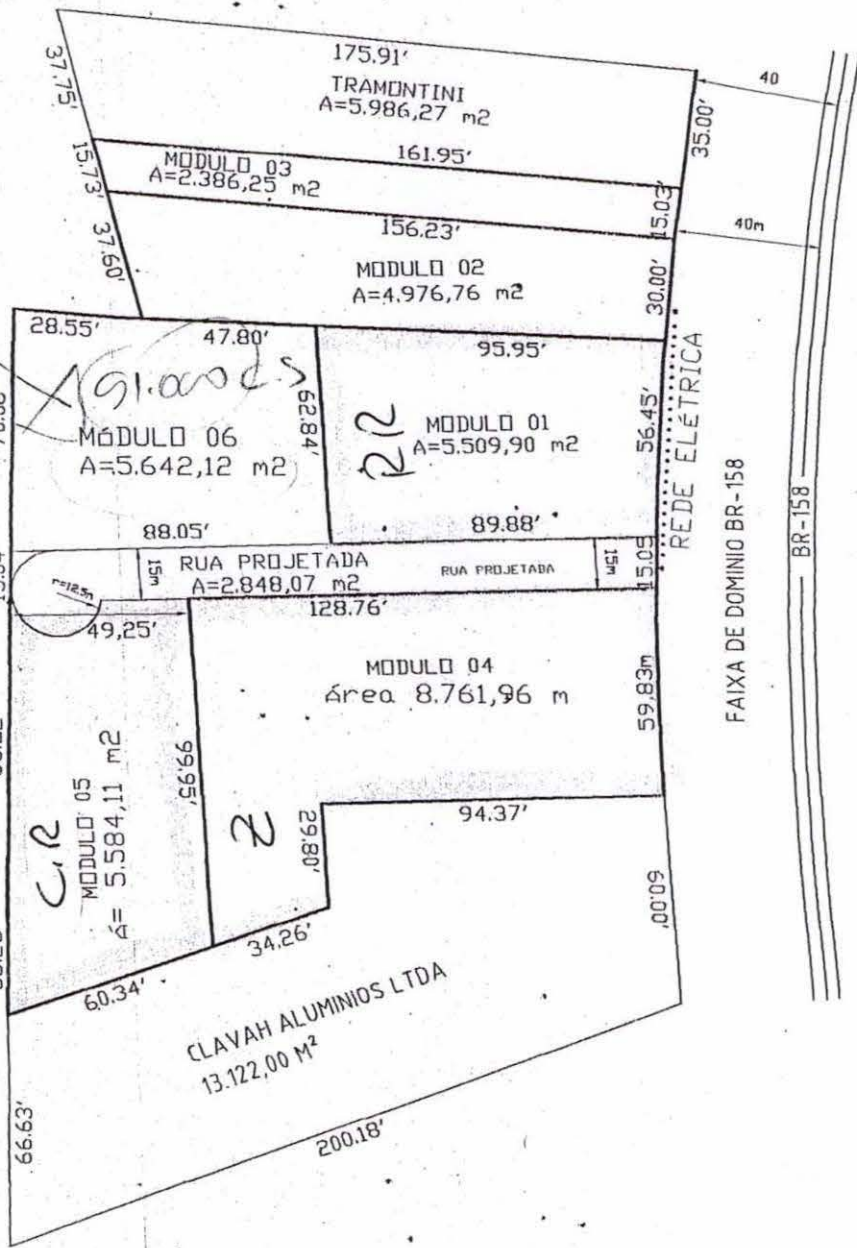 175.91'
TRAMONTINI
A=5.986,27 m2
37.75'
35.00'
40
161.95'
MODULO 03
A=2.386,25 m2
15.73'
15.03'
40m
156.23'
MODULO 02
A=4.976,76 m2
37.60'
30.00'
28.55'
47.80'
95.95'
62.84'
MÓDULO 06
A=5.642,12 m2
RR
MODULO 01
A=5.509,90 m2
56.45'
REDE ELÉTRICA
88.05'
89.88'
15m
RUA PROJETADA
A=2.848,07 m2
RUA PROJETADA
15m
15.05'
r=12.5m
49,25'
128.76'
MODULO 04
Área 8.761,96 m
59.83m
FAIXA DE DOMINIO BR-158
BR-158
C.R
MODULO 05
Á= 5.584,11 m2
99.95'
Z
29.80'
94.37'
34.26'
60.34'
60.00'
CLAVAH ALUMINIOS LTDA
13.122,00 M²
66.63'
200.18'